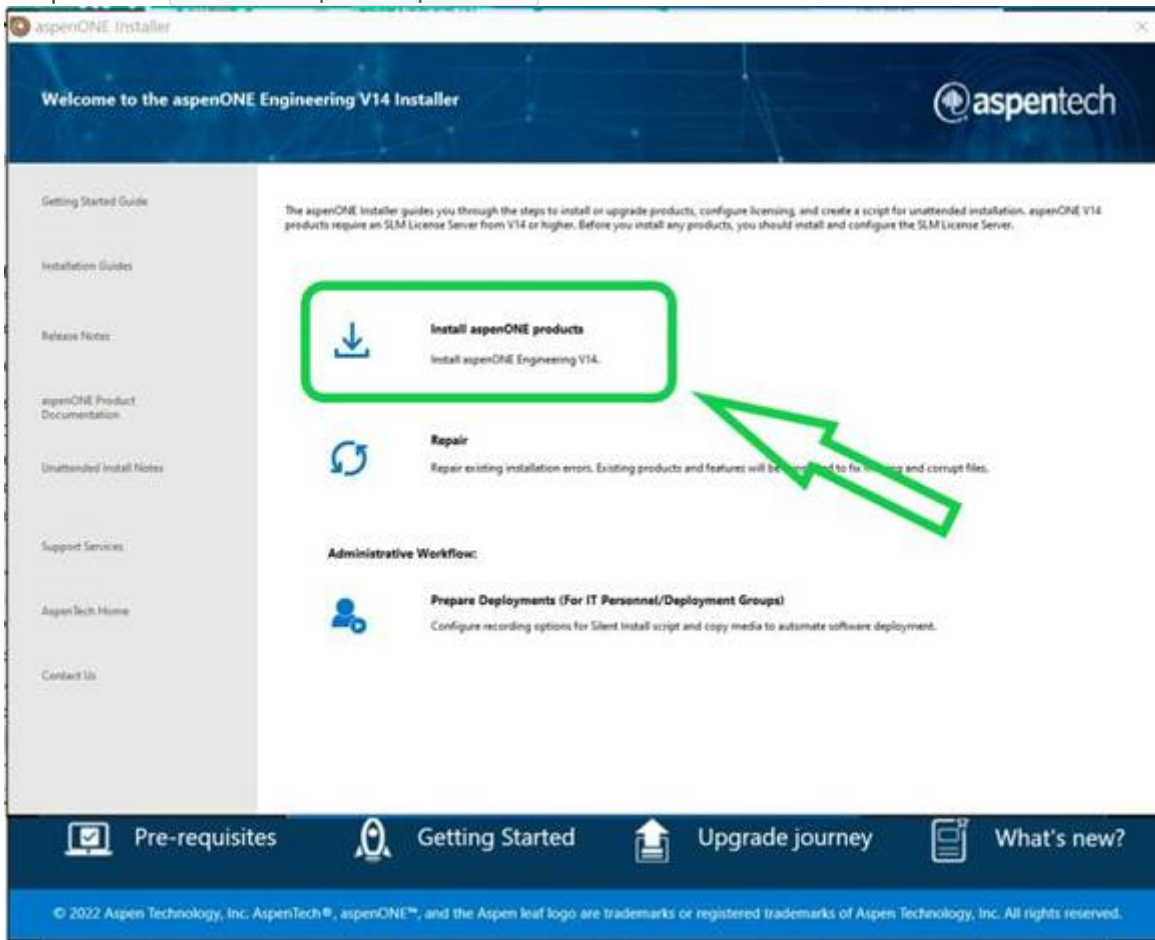 aspenONE Installer
Welcome to the aspenONE Engineering V14 Installer
aspentech
Getting Started Guide
The aspenONE Installer guides you through the steps to install or upgrade products, configure licensing, and create a script for unattended installation. aspenONE V14
products require an SLM License Server from V14 or higher. Before you install any products, you should install and configure the SLM License Server.
Installation Guides
Release Notes
Install aspenONE products
Install aspenONE Engineering V14.
aspenONE Product
Documentation
Unattended Install Notes
Repair
Repair existing installation errors. Existing products and features will be to fix and corrupt files.
Support Services
Administrative Workflow:
AspenTech Home
Prepare Deployments (For IT Personnel/Deployment Groups)
Configure recording options for Silent Install script and copy media to automate software deployment.
Contact Us
Pre-requisites
Getting Started
Upgrade journey
What's new?
© 2022 Aspen Technology, Inc. AspenTech®, aspenONE™, and the Aspen leaf logo are trademarks or registered trademarks of Aspen Technology, Inc. All rights reserved.